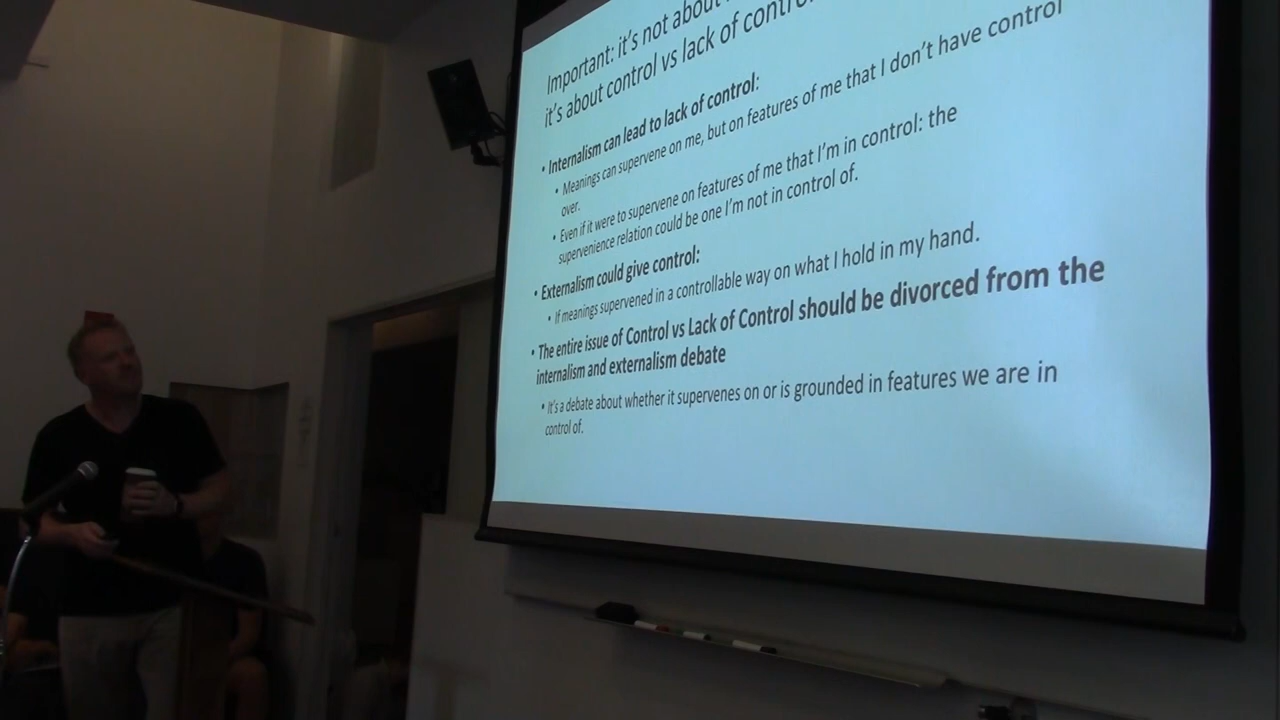 Important: it's not about
it's about control vs lack of control
• Internalism can lead to lack of control:
• Meanings can supervene on me, but on features of me that I don't have control
over.
• Even if it were to supervene on features of me that I'm in control: the
supervenience relation could be one I'm not in control of.
• Externalism could give control:
• If meanings supervened in a controllable way on what I hold in my hand.
• The entire issue of Control vs Lack of Control should be divorced from the
internalism and externalism debate
• It's a debate about whether it supervenes on or is grounded in features we are in
control of.